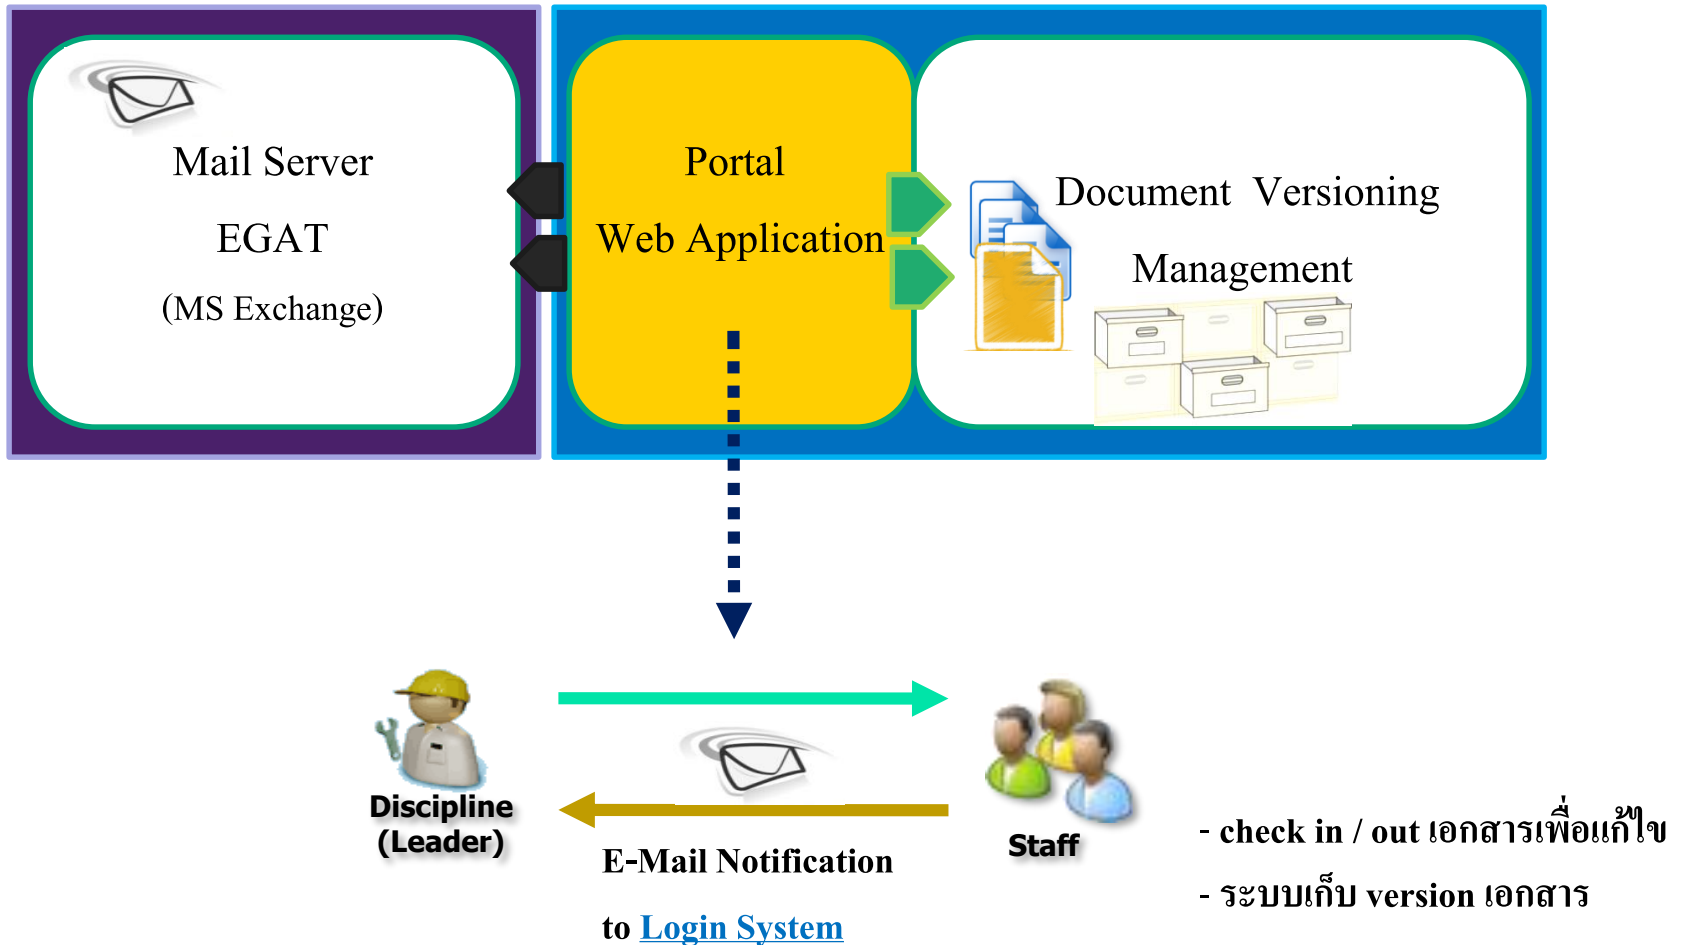 Mail Server
EGAT
(MS Exchange)
Portal
Web Application
Document Versioning
Management
Discipline
(Leader)
E-Mail Notification
to Login System
Staff
- check in / out เอกสารเพื่อแก้ไข
- ระบบเก็บ version เอกสาร